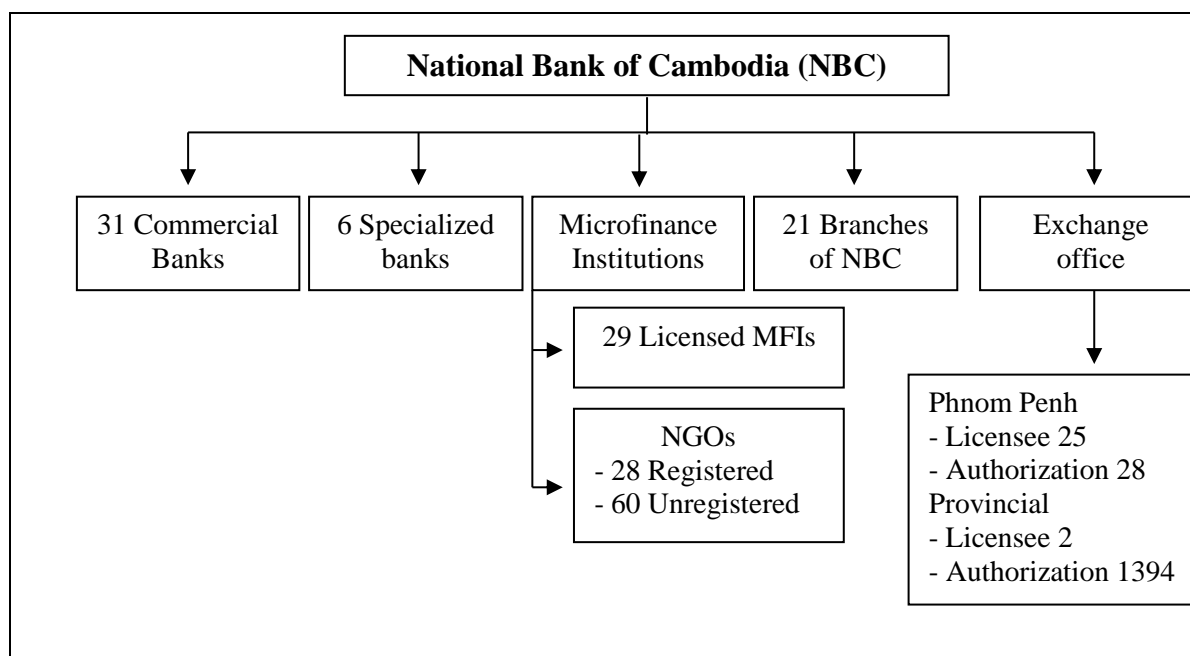 National Bank of Cambodia (NBC)
31 Commercial
Banks
6 Specialized
banks
Microfinance
Institutions
21 Branches
of NBC
Exchange
office
29 Licensed MFIs
NGOs
- 28 Registered
- 60 Unregistered
Phnom Penh
- Licensee 25
- Authorization 28
Provincial
- Licensee 2
- Authorization 1394